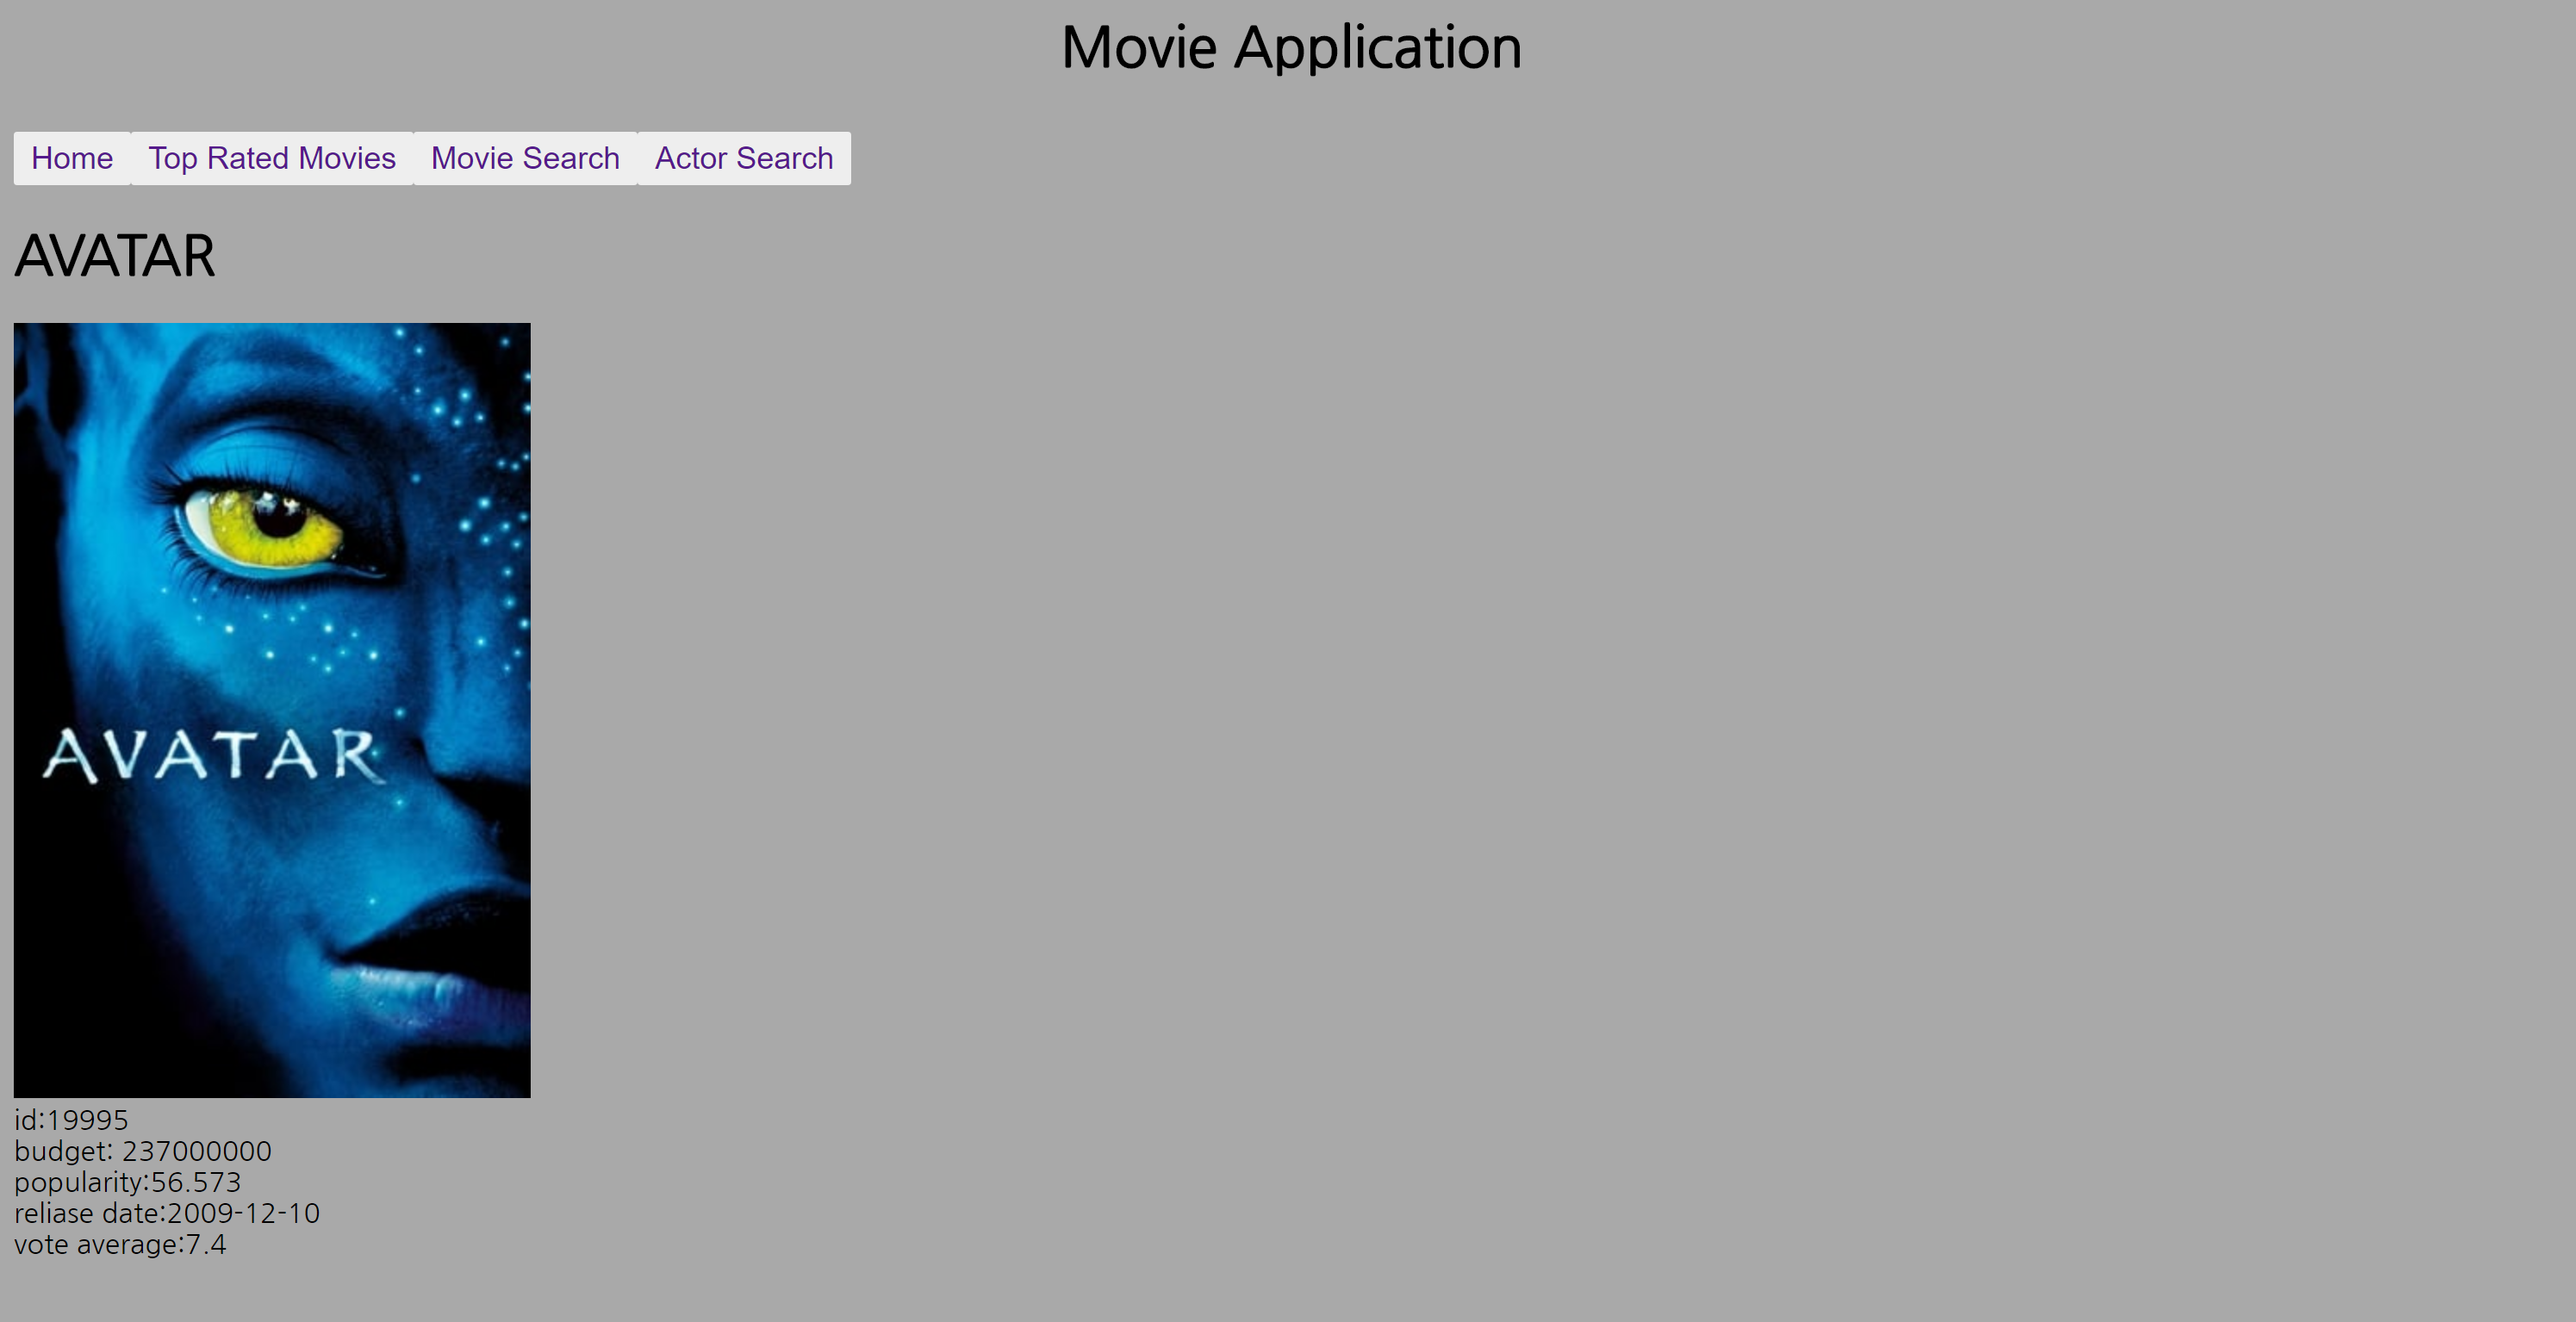 Movie Application
Home Top Rated Movies Movie Search Actor Search
AVATAR
AVATAR
id:19995
budget: 237000000
popularity:56.573
reliase date:2009-12-10
vote average:7.4